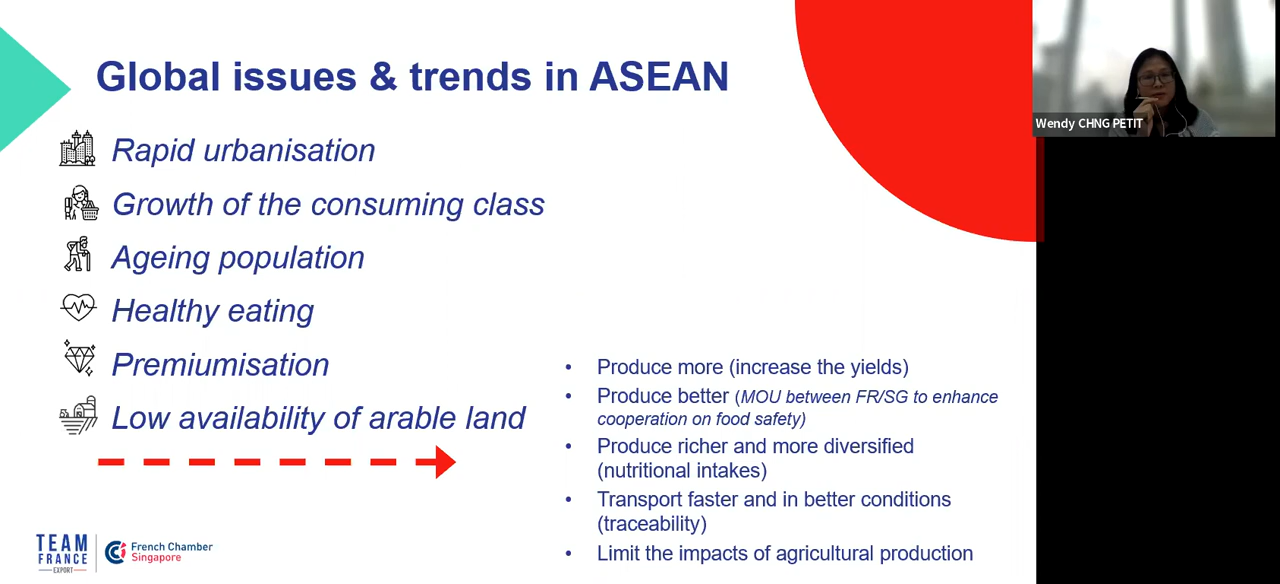 Global issues & trends in ASEAN
Wendy CHNG PETIT
Rapid urbanisation
Growth of the consuming class
Ageing population
Healthy eating
Premiumisation
Low availability of arable land
• Produce more (increase the yields)
• Produce better (MOU between FR/SG to enhance
cooperation on food safety)
• Produce richer and more diversified
(nutritional intakes)
• Transport faster and in better conditions
(traceability)
• Limit the impacts of agricultural production
TEAM
FRANCE
EXPORT
French Chamber
Singapore